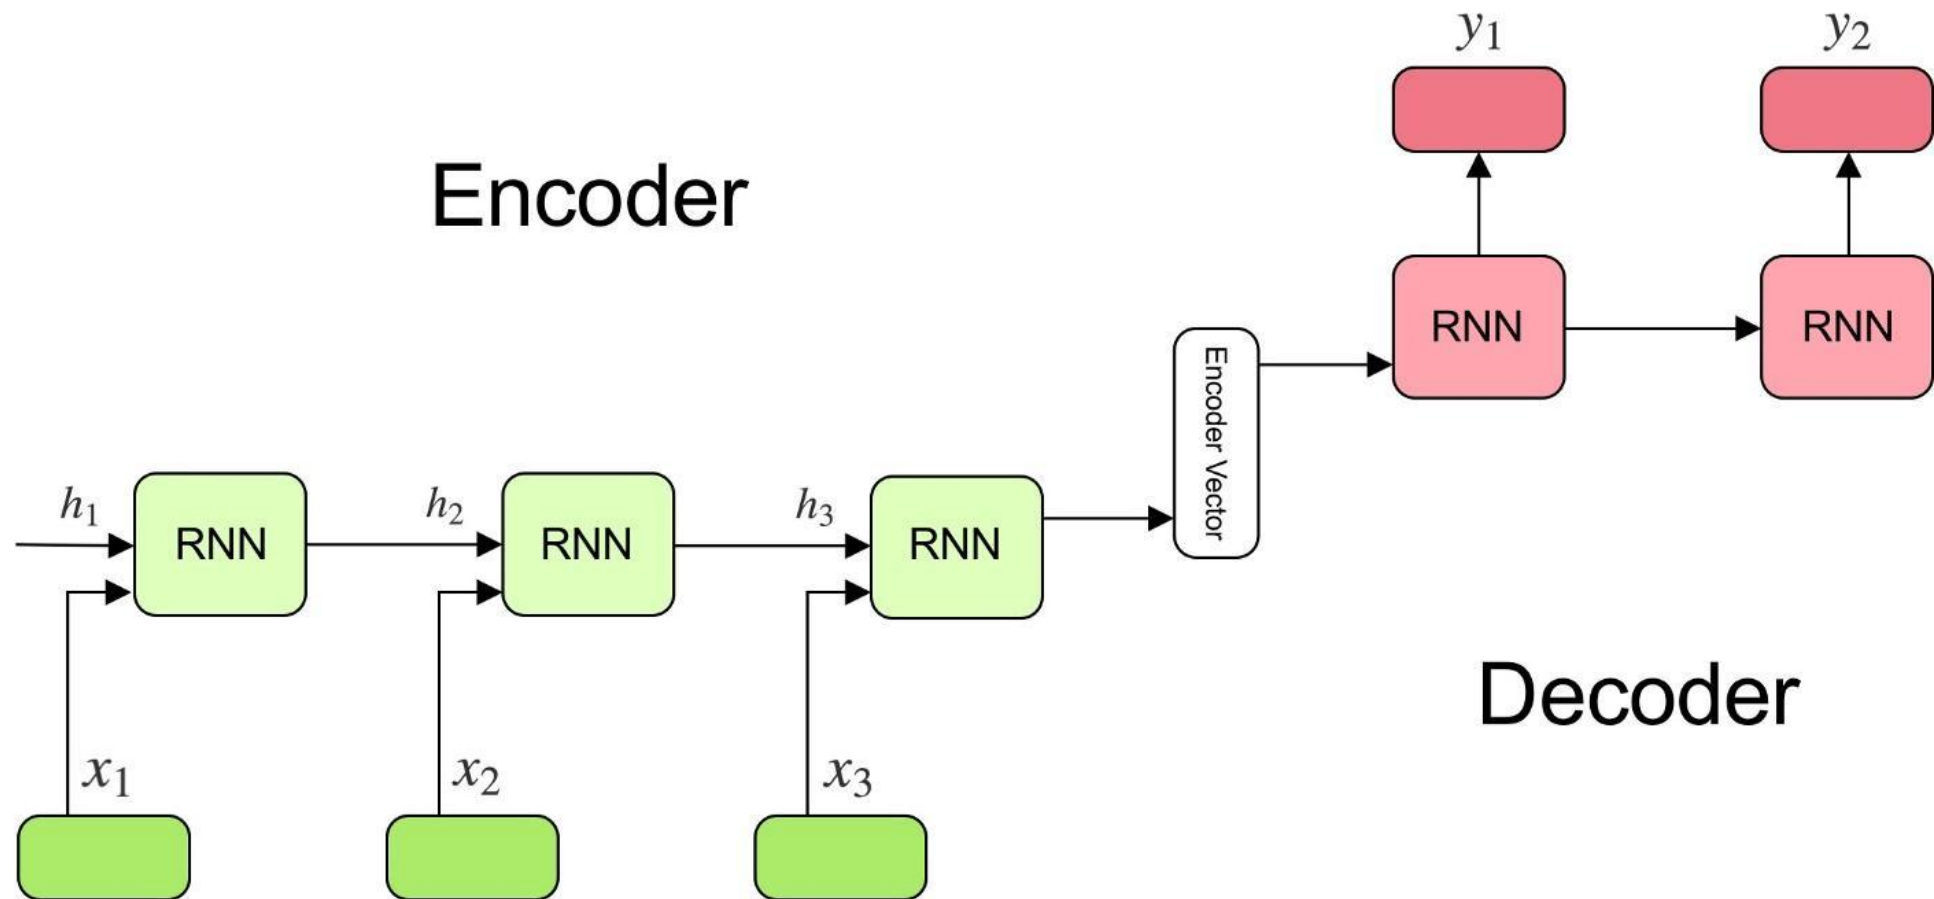 y₁
y₂
Encoder
RNN
RNN
Encoder Vector
h₁
RNN
h₂
RNN
h₃
RNN
Decoder
x₁
x₂
x₃